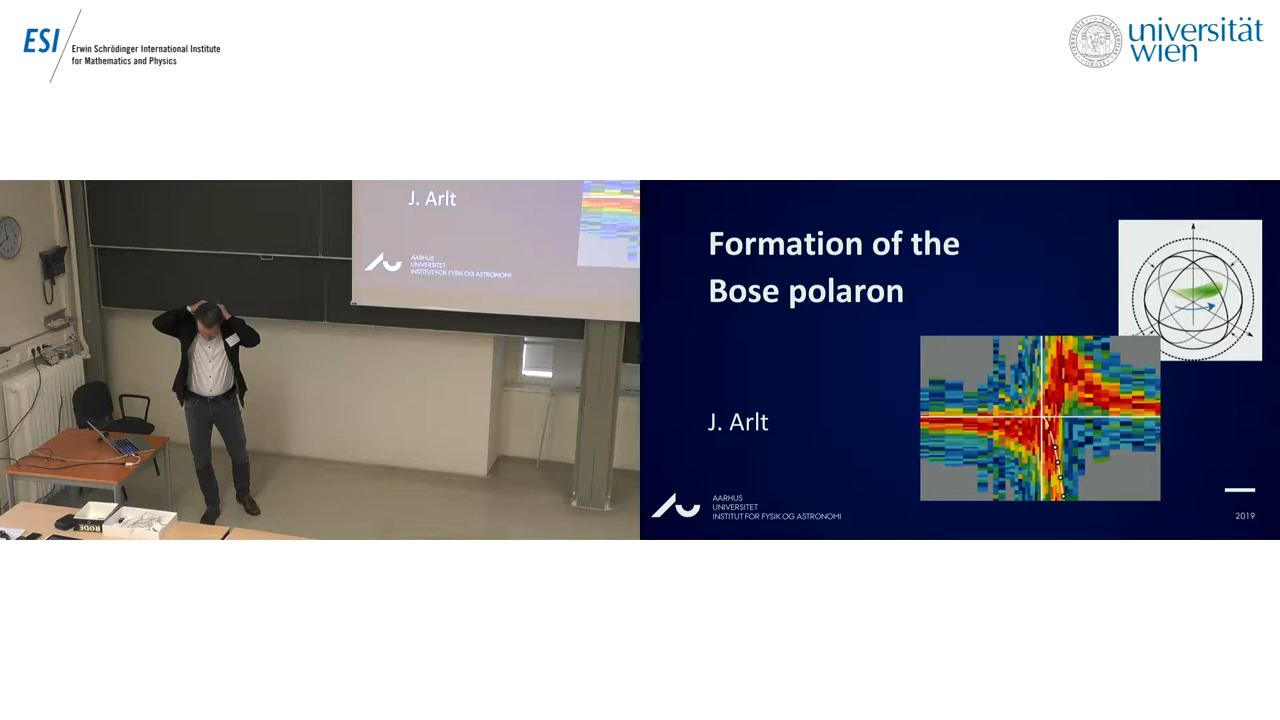 ESI
Erwin Schrödinger International Institute
for Mathematics and Physics
universität
wien
J. Arlt
AARHUS
UNIVERSITET
INSTITUT FOR FYSIK OG ASTRONOMI
RODE
Formation of the
Bose polaron
J. Arlt
AARHUS
UNIVERSITET
INSTITUT FOR FYSIK OG ASTRONOMI
2019